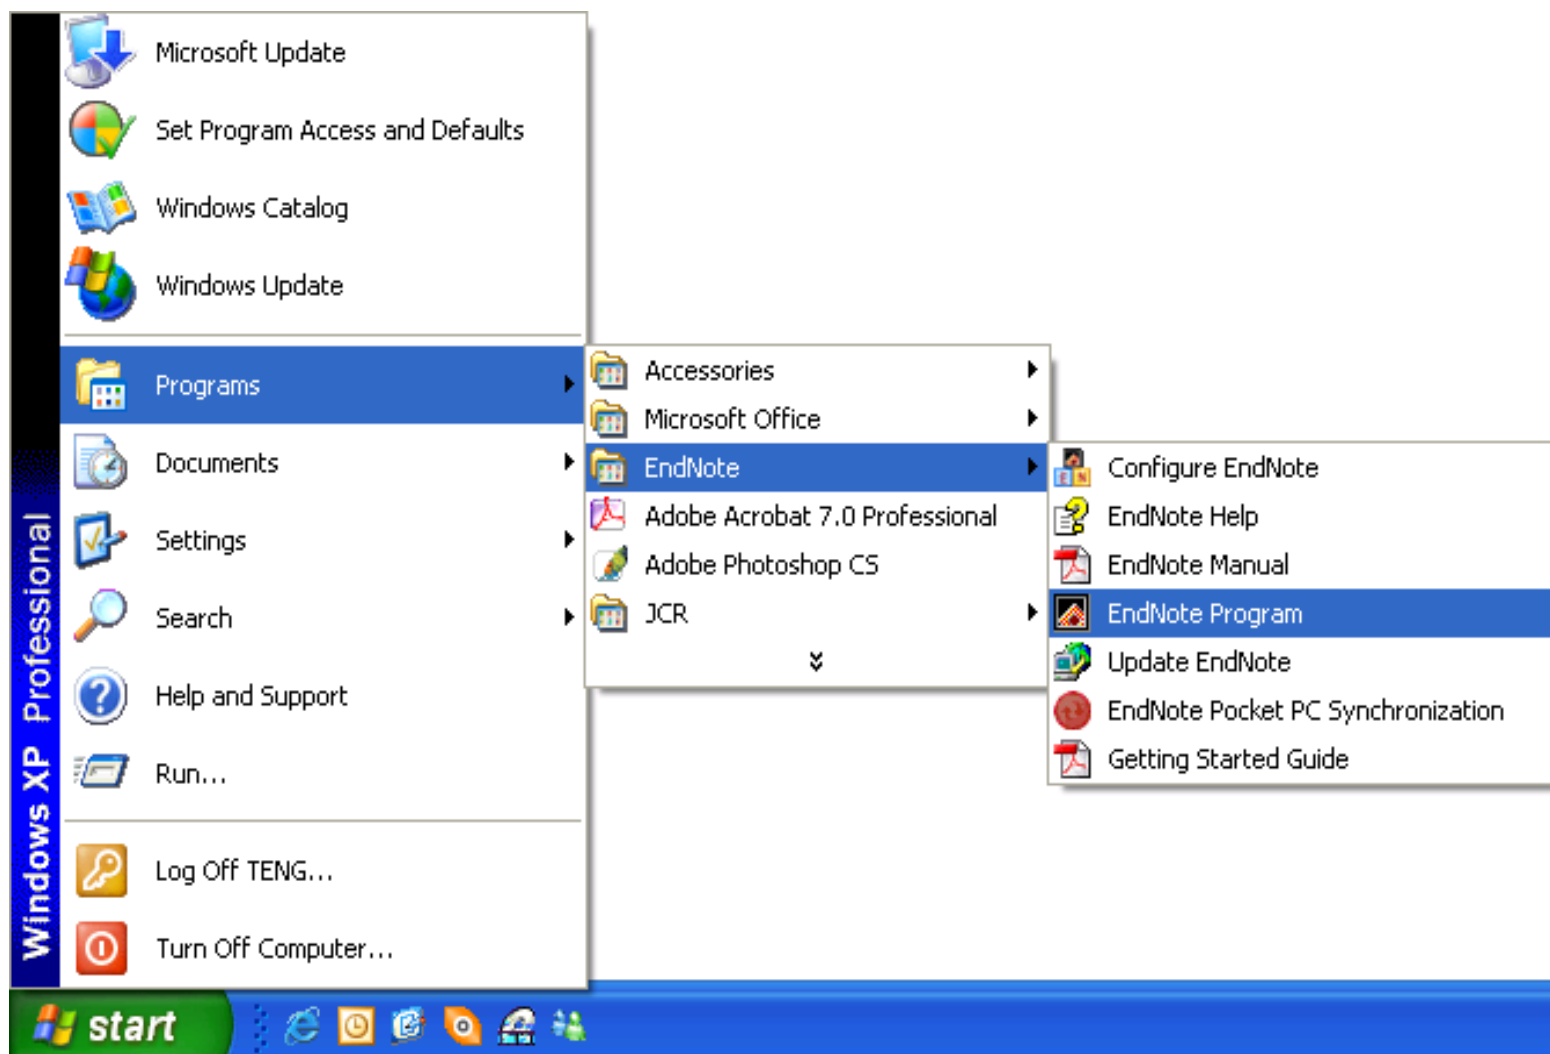 Microsoft Update
Set Program Access and Defaults
Windows Catalog
Windows Update
Programs
Documents
Settings
Search
Help and Support
Run...
Log Off TENG...
Turn Off Computer...
Windows XP Professional
Accessories
Microsoft Office
EndNote
Adobe Acrobat 7.0 Professional
Adobe Photoshop CS
JCR
Configure EndNote
EndNote Help
EndNote Manual
EndNote Program
Update EndNote
EndNote Pocket PC Synchronization
Getting Started Guide
start